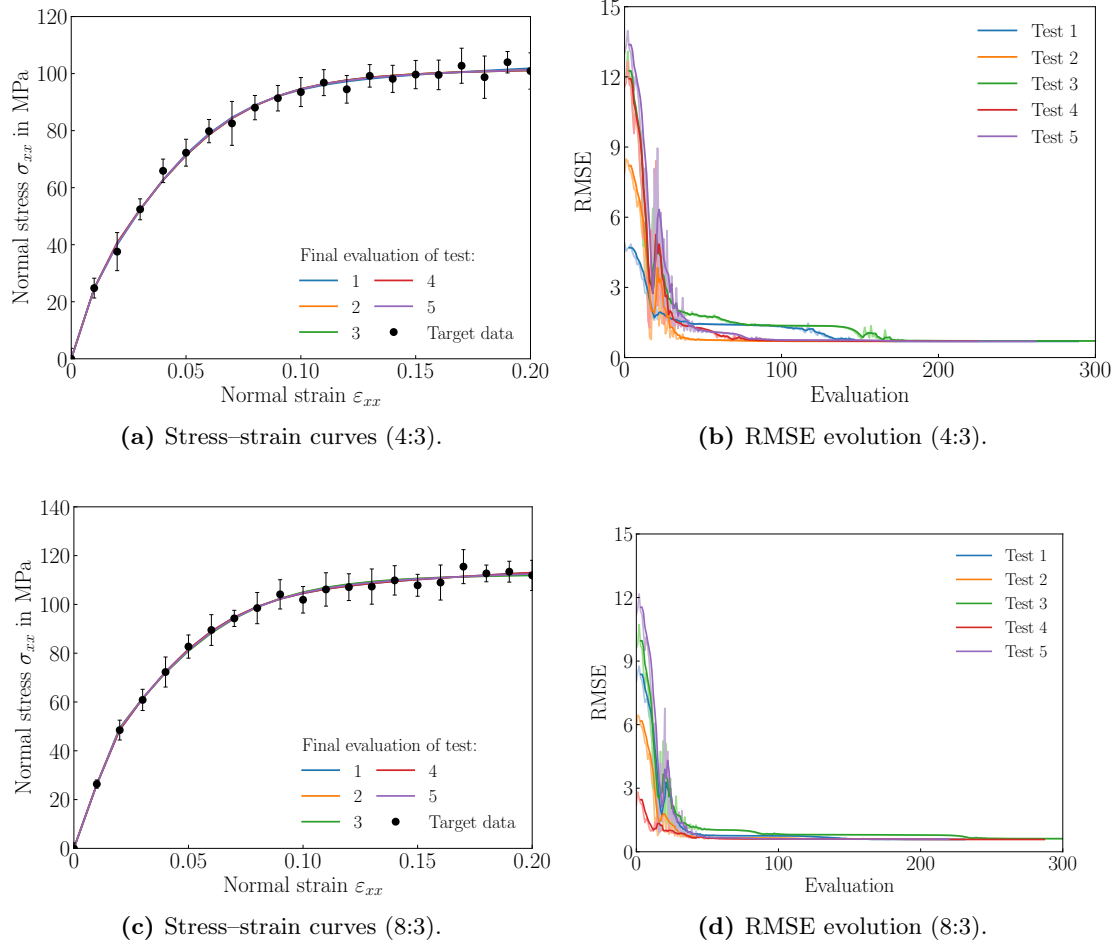 120
100
80
60
40
20
0
Normal stress σxx in MPa
Final evaluation of test:
1 4
2 5
3 Target data
0 0.05 0.10 0.15 0.20
Normal strain εxx
(a) Stress–strain curves (4:3).
15
12
9
6
3
0
RMSE
Test 1
Test 2
Test 3
Test 4
Test 5
0 100 200 300
Evaluation
(b) RMSE evolution (4:3).
140
120
100
80
60
40
20
0
Normal stress σxx in MPa
Final evaluation of test:
1 4
2 5
3 Target data
0 0.05 0.10 0.15 0.20
Normal strain εxx
(c) Stress–strain curves (8:3).
15
12
9
6
3
0
RMSE
Test 1
Test 2
Test 3
Test 4
Test 5
0 100 200 300
Evaluation
(d) RMSE evolution (8:3).